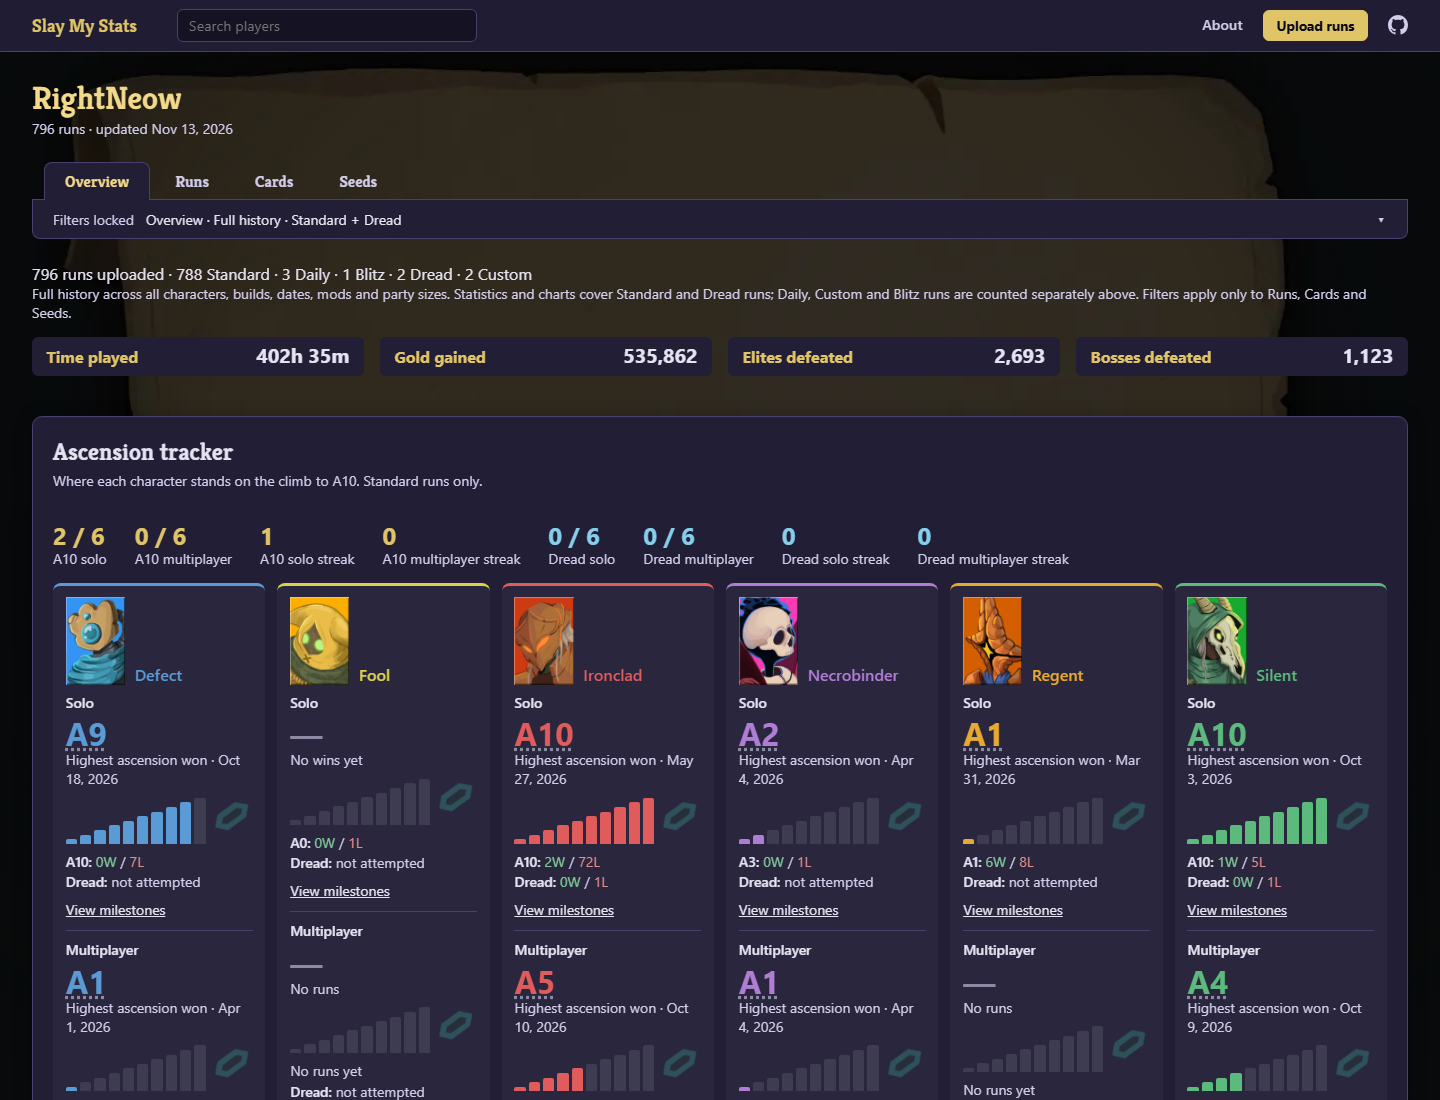 Slay My Stats
Search players
About
Upload runs
RightNeow
796 runs · updated Nov 13, 2026
Overview
Runs
Cards
Seeds
Filters locked Overview · Full history · Standard + Dread
796 runs uploaded · 788 Standard · 3 Daily · 1 Blitz · 2 Dread · 2 Custom
Full history across all characters, builds, dates, mods and party sizes. Statistics and charts cover Standard and Dread runs; Daily, Custom and Blitz runs are counted separately above. Filters apply only to Runs, Cards and
Seeds.
Time played 402h 35m
Gold gained 535,862
Elites defeated 2,693
Bosses defeated 1,123
Ascension tracker
Where each character stands on the climb to A10. Standard runs only.
2 / 6
A10 solo
0 / 6
A10 multiplayer
1
A10 solo streak
0
A10 multiplayer streak
0 / 6
Dread solo
0 / 6
Dread multiplayer
0
Dread solo streak
0
Dread multiplayer streak
Defect
Solo
A9
Highest ascension won · Oct
18, 2026
A10: 0W / 7L
Dread: not attempted
View milestones
Multiplayer
A1
Highest ascension won · Apr
1, 2026
Fool
Solo
No wins yet
A0: 0W / 1L
Dread: not attempted
View milestones
Multiplayer
No runs
No runs yet
Dread: not attempted
Ironclad
Solo
A10
Highest ascension won · May
27, 2026
A10: 2W / 72L
Dread: 0W / 1L
View milestones
Multiplayer
A5
Highest ascension won · Oct
10, 2026
Necrobinder
Solo
A2
Highest ascension won · Apr
4, 2026
A3: 0W / 1L
Dread: not attempted
View milestones
Multiplayer
A1
Highest ascension won · Apr
4, 2026
Regent
Solo
A1
Highest ascension won · Mar
31, 2026
A1: 6W / 8L
Dread: not attempted
View milestones
Multiplayer
No runs
No runs yet
Silent
Solo
A10
Highest ascension won · Oct
3, 2026
A10: 1W / 5L
Dread: 0W / 1L
View milestones
Multiplayer
A4
Highest ascension won · Oct
9, 2026